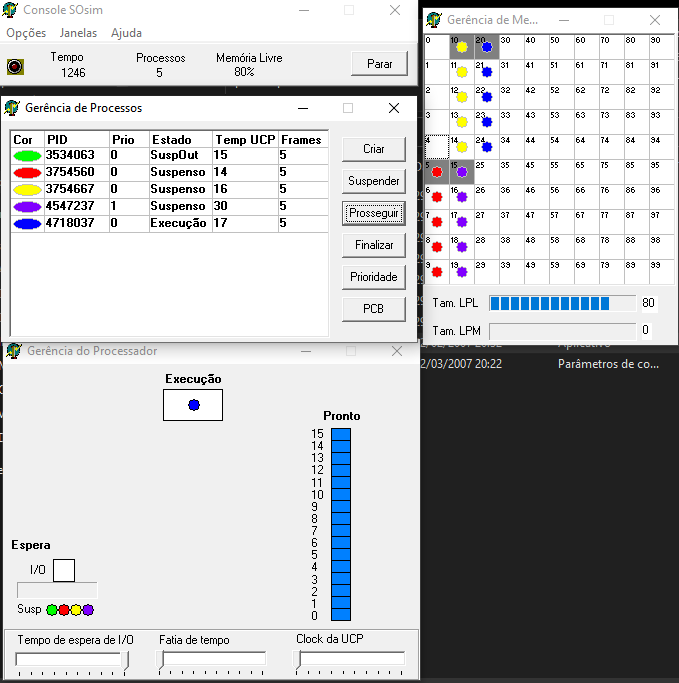 Console SOsim
Opções Janelas Ajuda
Tempo Processos Memória Livre
1246 5 80% Parar
Gerência de Processos
Cor PID Prio Estado Temp UCP Frames
3534063 0 SuspOut 15 5
3754560 0 Suspenso 14 5
3754667 0 Suspenso 16 5
4547237 1 Suspenso 30 5
4718037 0 Execução 17 5
Criar
Suspender
Prosseguir
Finalizar
Prioridade
PCB
Gerência de Me...
0 10 20 30 40 50 60 70 80 90
1 11 21 31 41 51 61 71 81 91
2 12 22 32 42 52 62 72 82 92
3 13 23 33 43 53 63 73 83 93
4 14 24 34 44 54 64 74 84 94
5 15 25 35 45 55 65 75 85 95
6 16 26 36 46 56 66 76 86 96
7 17 27 37 47 57 67 77 87 97
8 18 28 38 48 58 68 78 88 98
9 19 29 39 49 59 69 79 89 99
Tam. LPL 80
Tam. LPM 0
2/03/2007 20:22 Parâmetros de co...
Gerência do Processador
Execução
Pronto
15
14
13
12
11
10
9
8
7
6
5
4
3
2
1
0
Espera
I/O
Susp
Tempo de espera de I/O Fatia de tempo Clock da UCP